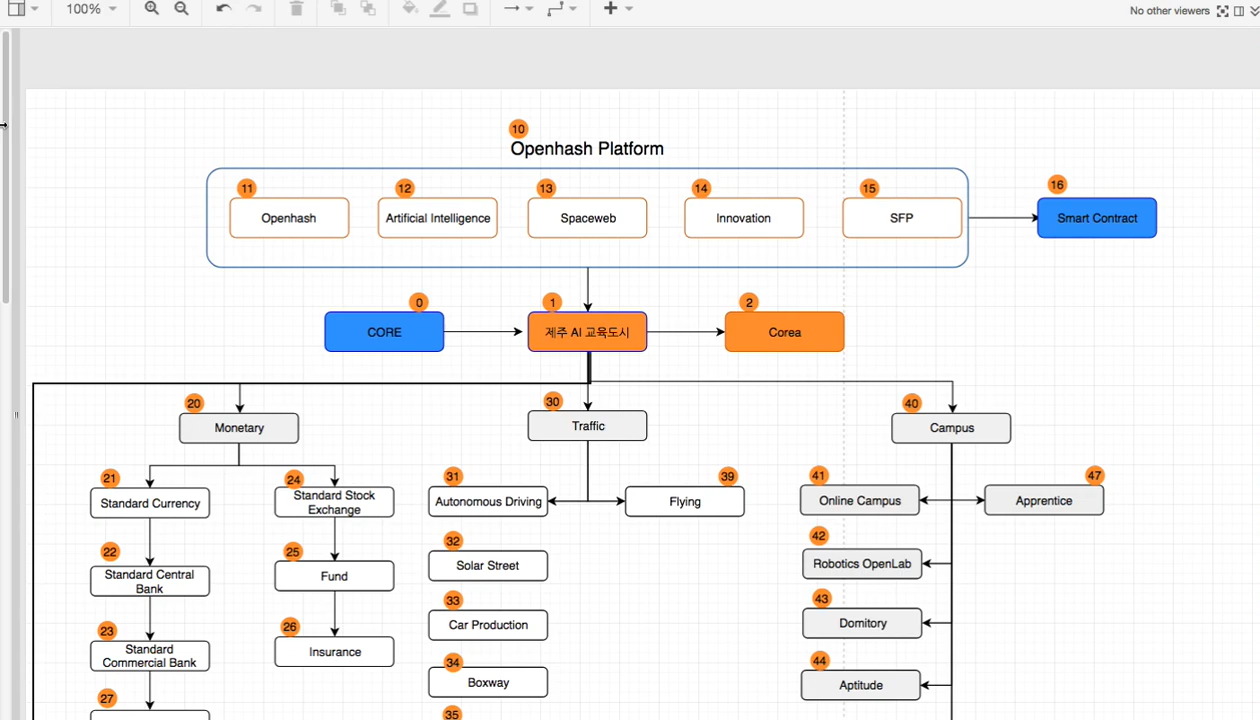 100%
No other viewers
10
Openhash Platform
11
12
13
14
15
16
Openhash
Artificial Intelligence
Spaceweb
Innovation
SFP
Smart Contract
0
1
2
CORE
제주 AI 교육도시
Corea
20
30
40
Monetary
Traffic
Campus
21
24
31
39
41
47
Standard Currency
Standard Stock
Exchange
Autonomous Driving
Flying
Online Campus
Apprentice
22
25
32
42
Standard Central
Bank
Fund
Solar Street
Robotics OpenLab
23
26
33
43
Standard
Commercial Bank
Insurance
Car Production
Domitory
27
34
44
Boxway
Aptitude
35